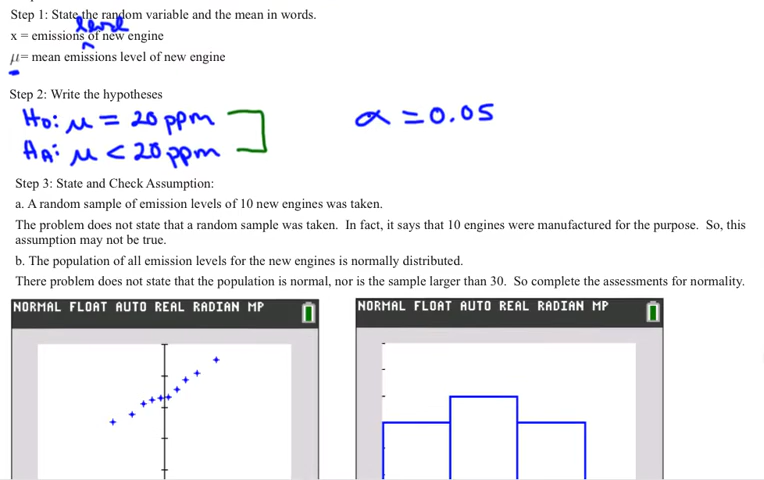 Step 1: State the random variable and the mean in words.
level
x = emissions of new engine
μ= mean emissions level of new engine
Step 2: Write the hypotheses
Ho: μ = 20 ppm
α = 0.05
HA: μ < 20 ppm
Step 3: State and Check Assumption:
a. A random sample of emission levels of 10 new engines was taken.
The problem does not state that a random sample was taken.  In fact, it says that 10 engines were manufactured for the purpose.  So, this
assumption may not be true.
b. The population of all emission levels for the new engines is normally distributed.
There problem does not state that the population is normal, nor is the sample larger than 30.  So complete the assessments for normality.
NORMAL FLOAT AUTO REAL RADIAN MP
NORMAL FLOAT AUTO REAL RADIAN MP